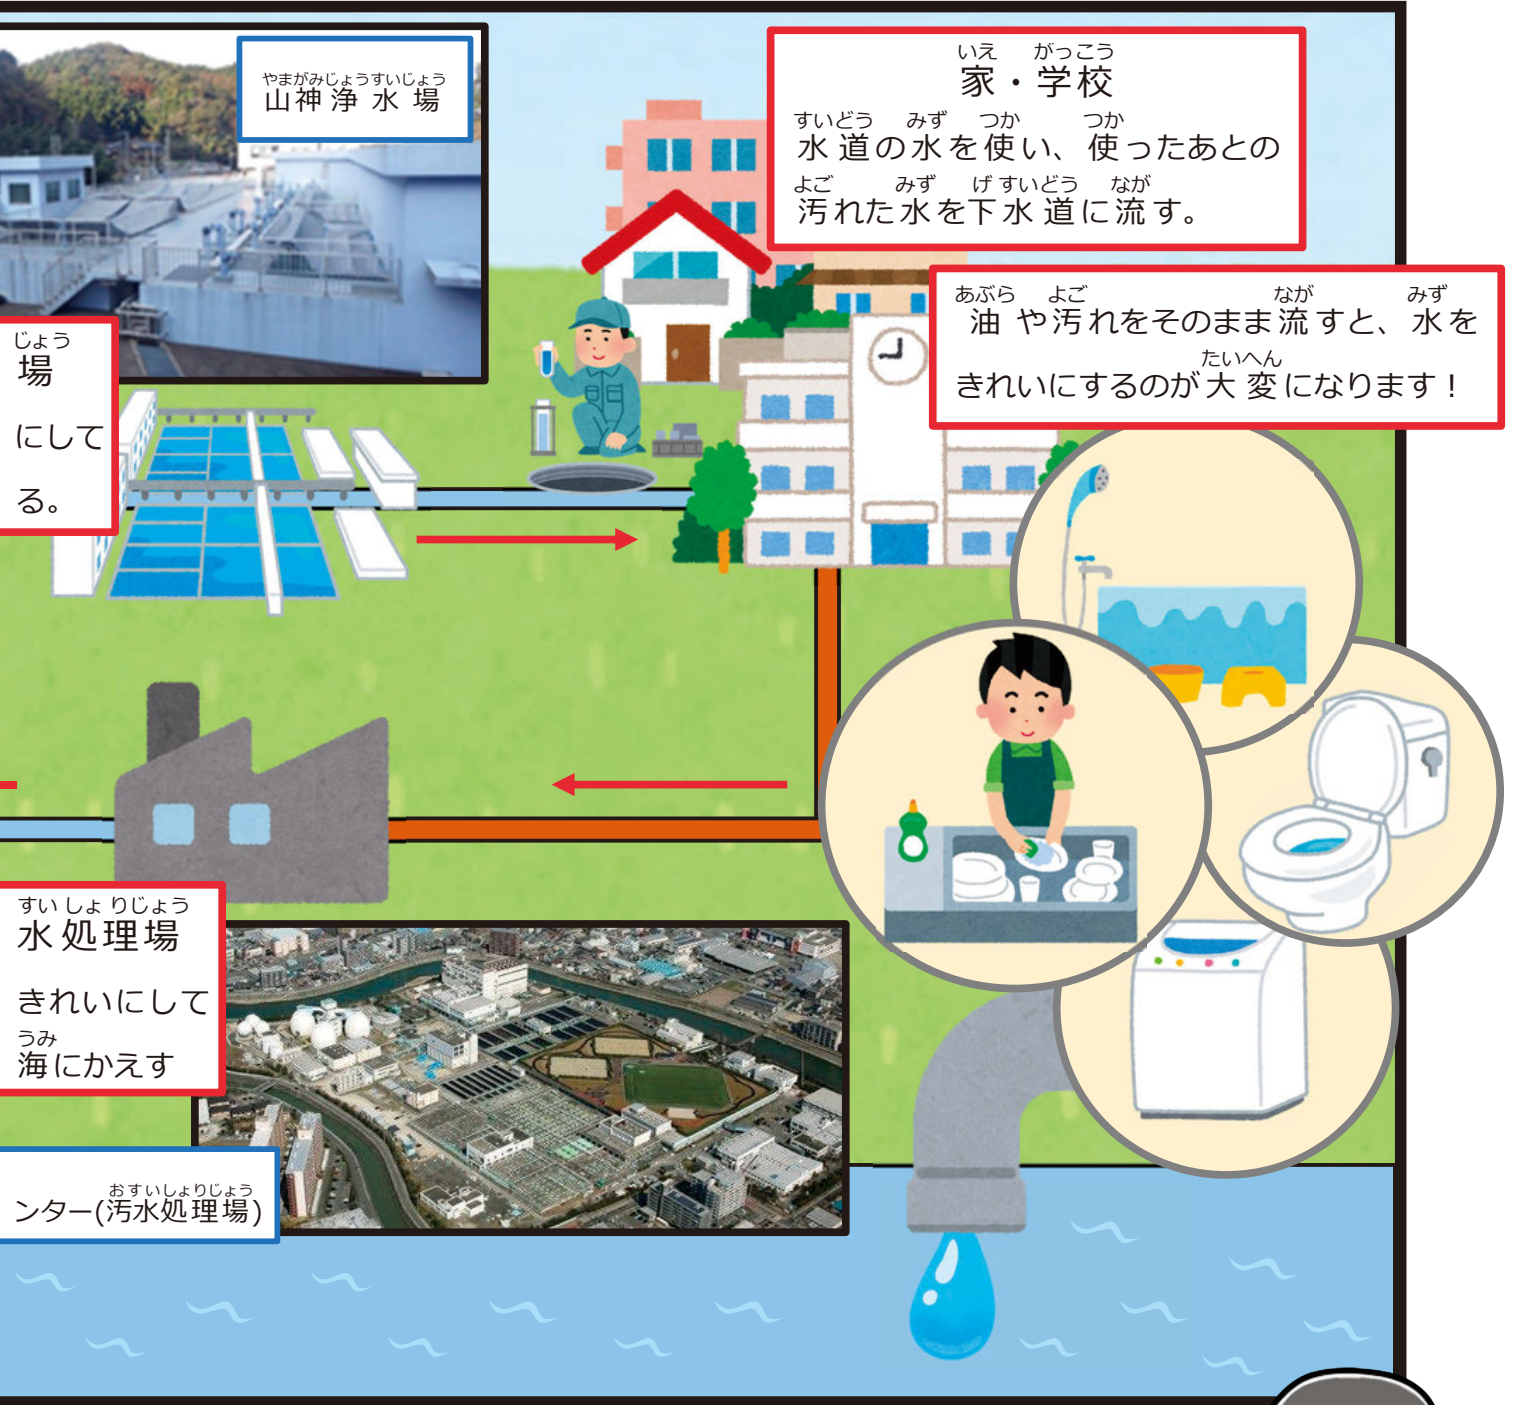 やまがみじょうすいじょう
山神浄水場
いえ がっこう
家・学校
すいどう みず つか つか
水道の水を使い、使ったあとの
よご みず げすいどう なが
汚れた水を下水道に流す。
あぶら よご なが みず
油や汚れをそのまま流すと、水を
たいへん
きれいにするのが大変になります！
じょう
場
にして
る。
すいしょりじょう
水処理場
きれいにして
うみ
海にかえす
おすいしょりじょう
ンター(汚水処理場)